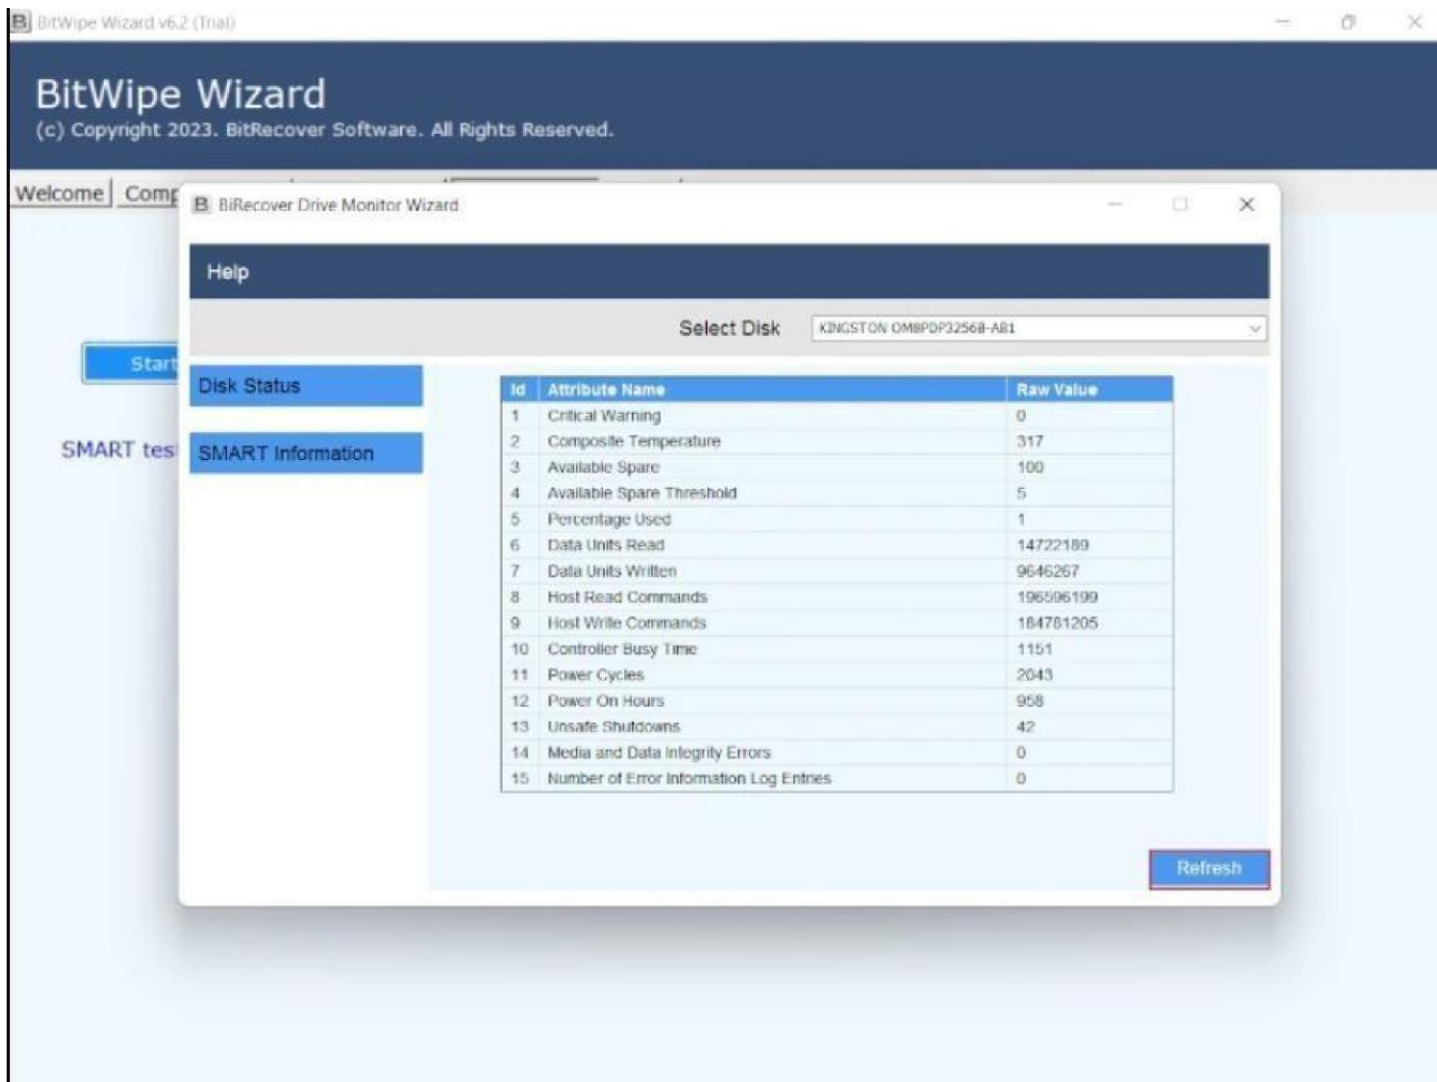 BitWipe Wizard v6.2 (Trial)
BitWipe Wizard
(c) Copyright 2023. BitRecover Software. All Rights Reserved.
Welcome Comp
BiRecover Drive Monitor Wizard
Help
Select Disk KINGSTON OM8PDP3256B-AB1
Start
Disk Status
SMART tes
SMART Information
Id Attribute Name Raw Value
1 Critical Warning 0
2 Composite Temperature 317
3 Available Spare 100
4 Available Spare Threshold 5
5 Percentage Used 1
6 Data Units Read 14722189
7 Data Units Written 9646267
8 Host Read Commands 196596199
9 Host Write Commands 184781205
10 Controller Busy Time 1151
11 Power Cycles 2043
12 Power On Hours 958
13 Unsafe Shutdowns 42
14 Media and Data Integrity Errors 0
15 Number of Error Information Log Entries 0
Refresh